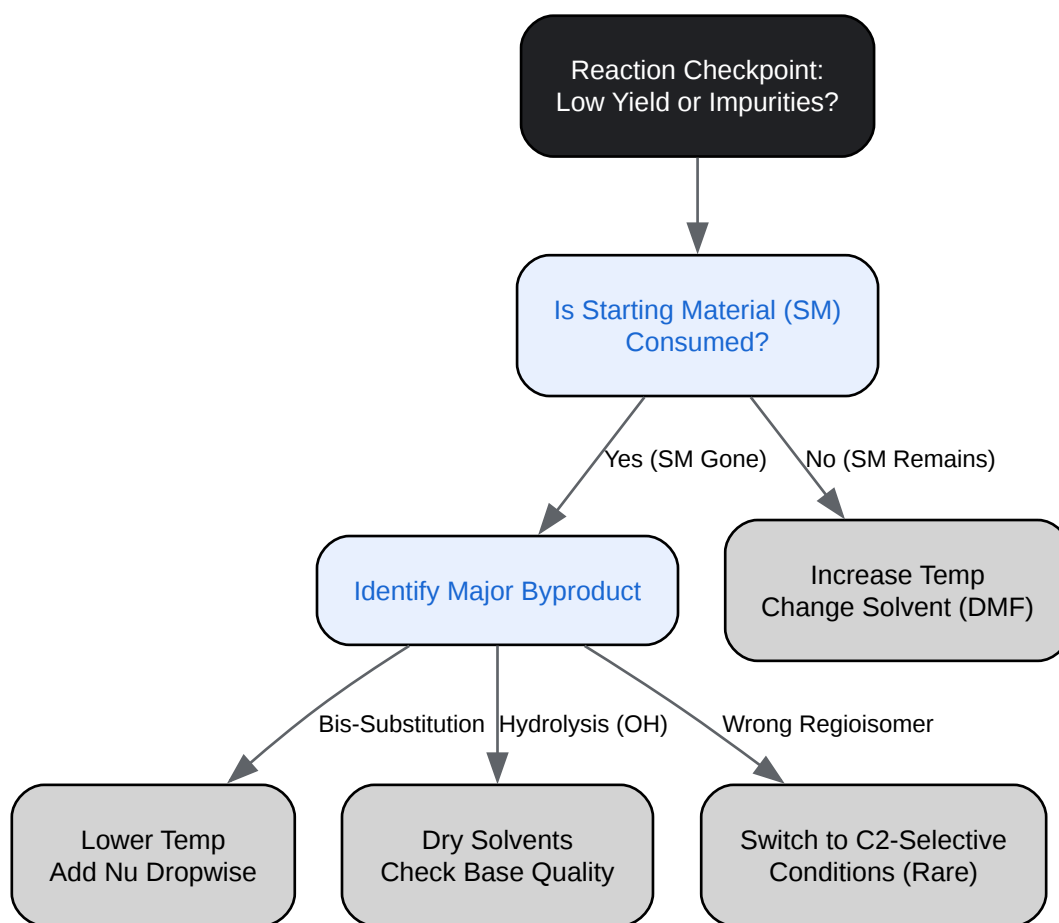 Reaction Checkpoint:
Low Yield or Impurities?
Is Starting Material (SM)
Consumed?
Yes (SM Gone)
No (SM Remains)
Identify Major Byproduct
Increase Temp
Change Solvent (DMF)
Bis-Substitution
Hydrolysis (OH)
Wrong Regioisomer
Lower Temp
Add Nu Dropwise
Dry Solvents
Check Base Quality
Switch to C2-Selective
Conditions (Rare)